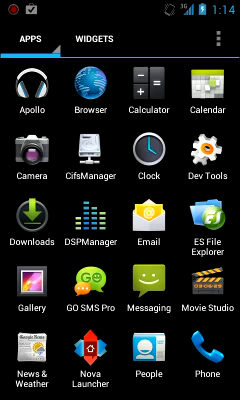 3G 1:14
APPS WIDGETS
Apollo Browser Calculator Calendar
Camera CifsManager Clock Dev Tools
Downloads DSPManager Email ES File
Explorer
Gallery GO SMS Pro Messaging Movie Studio
News & Nova People Phone
Weather Launcher